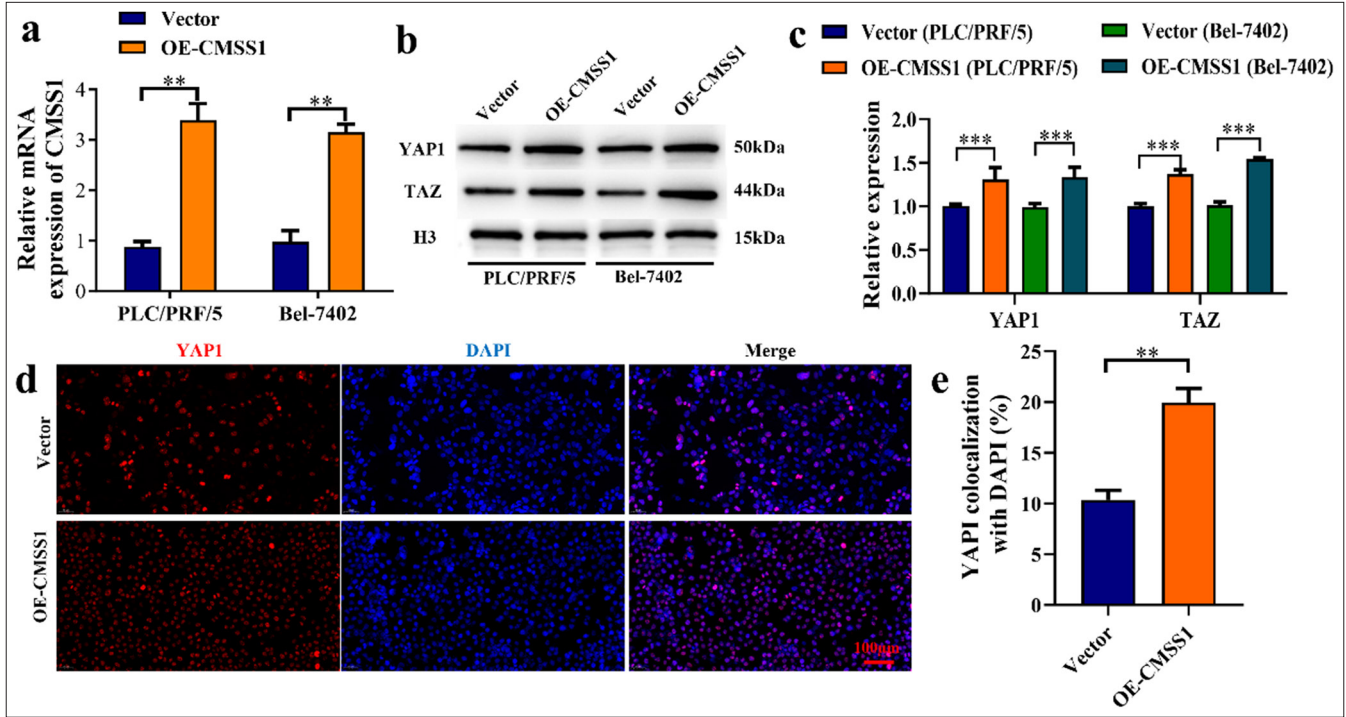 a
Vector
OE-CMSS1
Relative mRNA
expression of CMSS1
4
3
2
1
0
**
**
PLC/PRF/5
Bel-7402
b
Vector
OE-CMSS1
Vector
OE-CMSS1
YAP1
50kDa
TAZ
44kDa
H3
15kDa
PLC/PRF/5
Bel-7402
c
Vector (PLC/PRF/5)
Vector (Bel-7402)
OE-CMSS1 (PLC/PRF/5)
OE-CMSS1 (Bel-7402)
Relative expression
2.0
1.5
1.0
0.5
0.0
***
***
***
***
YAP1
TAZ
d
YAP1
DAPI
Merge
Vector
OE-CMSS1
100μm
e
YAPI colocalization
with DAPI (%)
25
20
15
10
5
0
**
Vector
OE-CMSS1